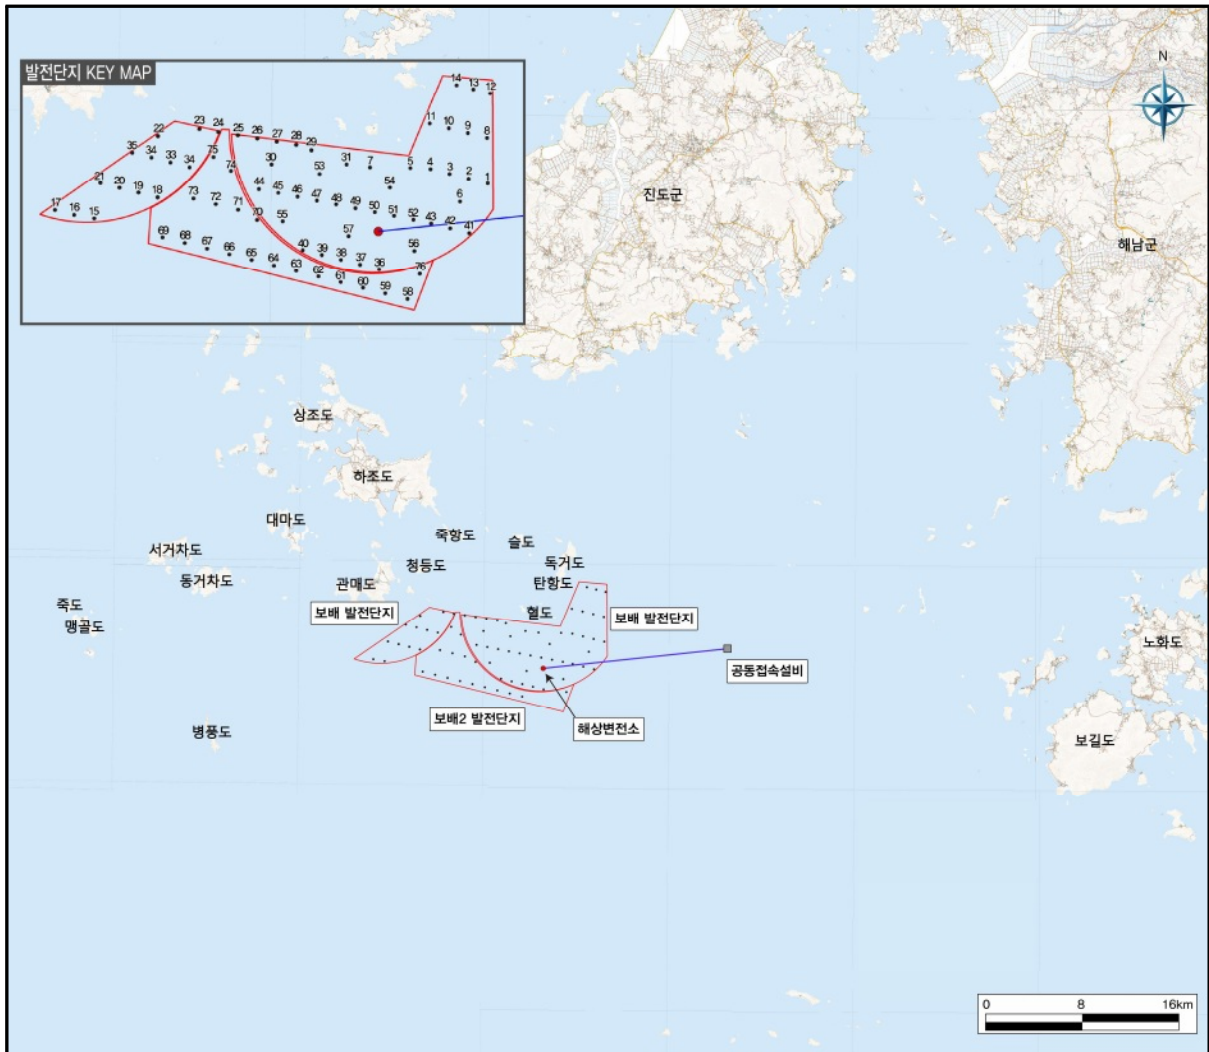 발전단지 KEY MAP
N
14 13 12
11 10 9 8
23 24 25 26 27 28 29
22
35 34 33 34 75 74 30 53 31 7 5 4 3 2 1
21 20 19 18 73 72 71 70 44 45 46 47 48 49 50 51 52 43 42 41
54 6
17 16 15
55 57 56
69 68 67 66 65 64 63 62 61 60 59 58
40 39 38 37 36 76
진도군
해남군
상조도
하조도
대마도
죽항도
슬도
서거차도
독거도
청등도
동거차도
관매도
탄항도
죽도
맹골도
혈도
보배 발전단지
보배 발전단지
노화도
공동접속설비
보배2 발전단지
해상변전소
병풍도
보길도
0 8 16km